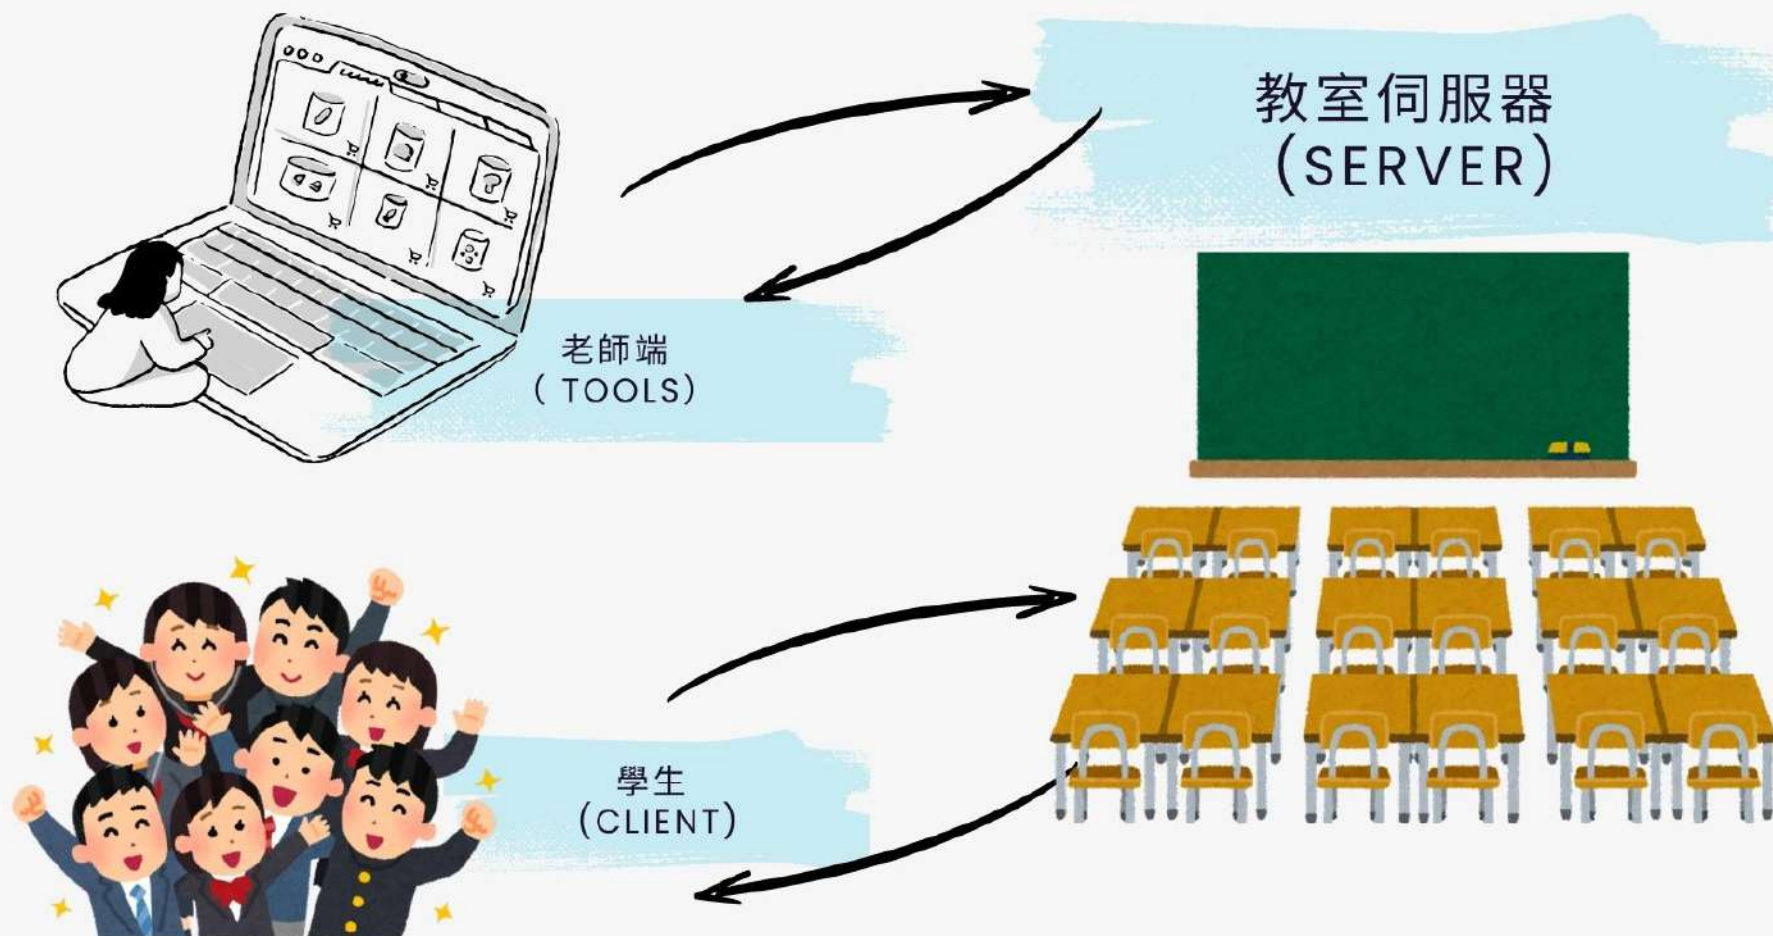 教室伺服器
(SERVER)
老師端
( TOOLS)
學生
(CLIENT)